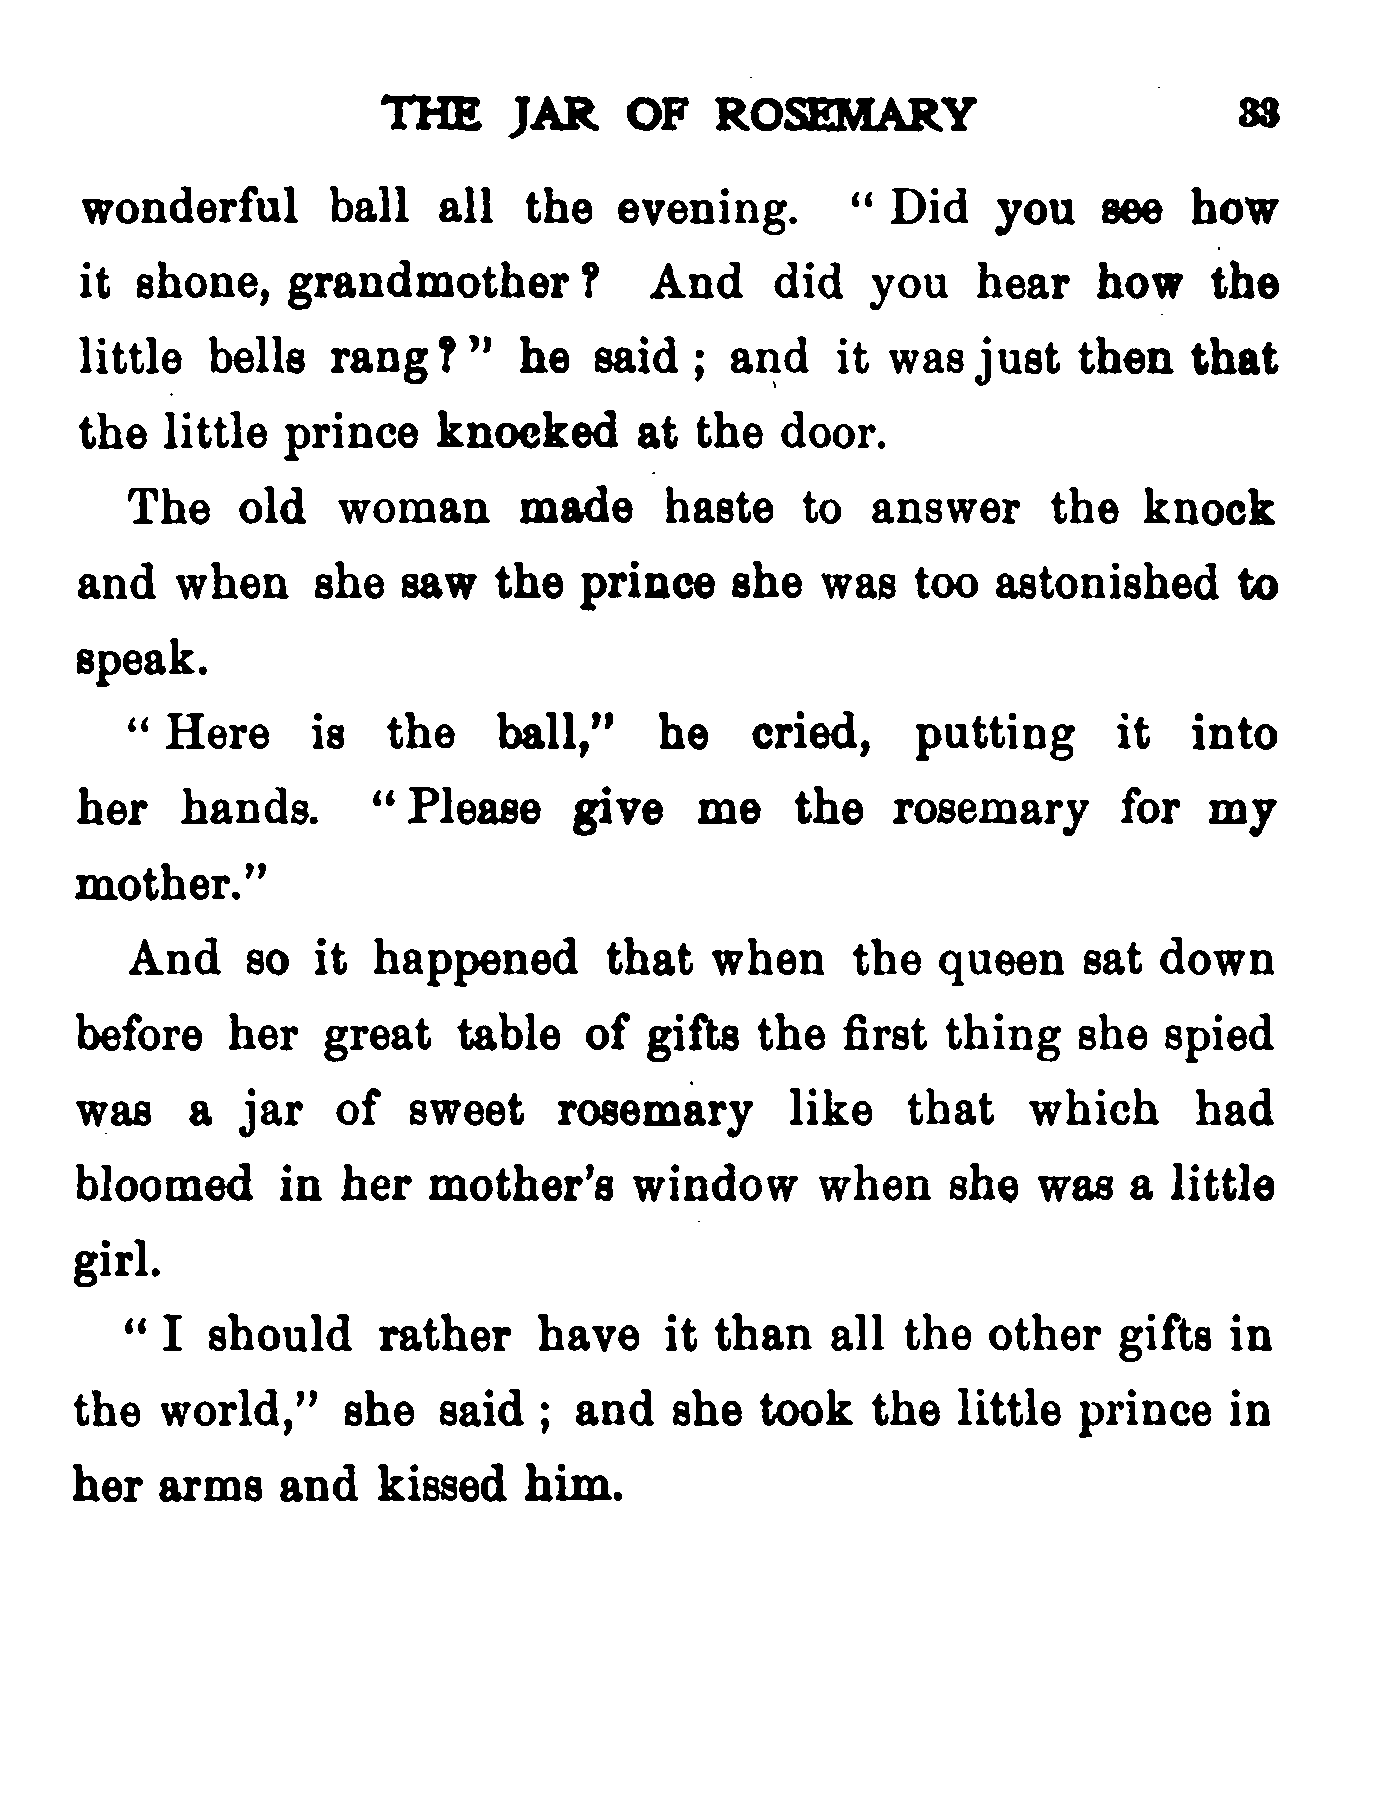 THE JAR OF ROSEMARY 33
wonderful ball all the evening. “ Did you see how
it shone, grandmother ? And did you hear how the
little bells rang ? ” he said ; and it was just then that
the little prince knocked at the door.
The old woman made haste to answer the knock
and when she saw the prince she was too astonished to
speak.
“ Here is the ball,” he cried, putting it into
her hands. “ Please give me the rosemary for my
mother.”
And so it happened that when the queen sat down
before her great table of gifts the first thing she spied
was a jar of sweet rosemary like that which had
bloomed in her mother’s window when she was a little
girl.
“ I should rather have it than all the other gifts in
the world,” she said ; and she took the little prince in
her arms and kissed him.